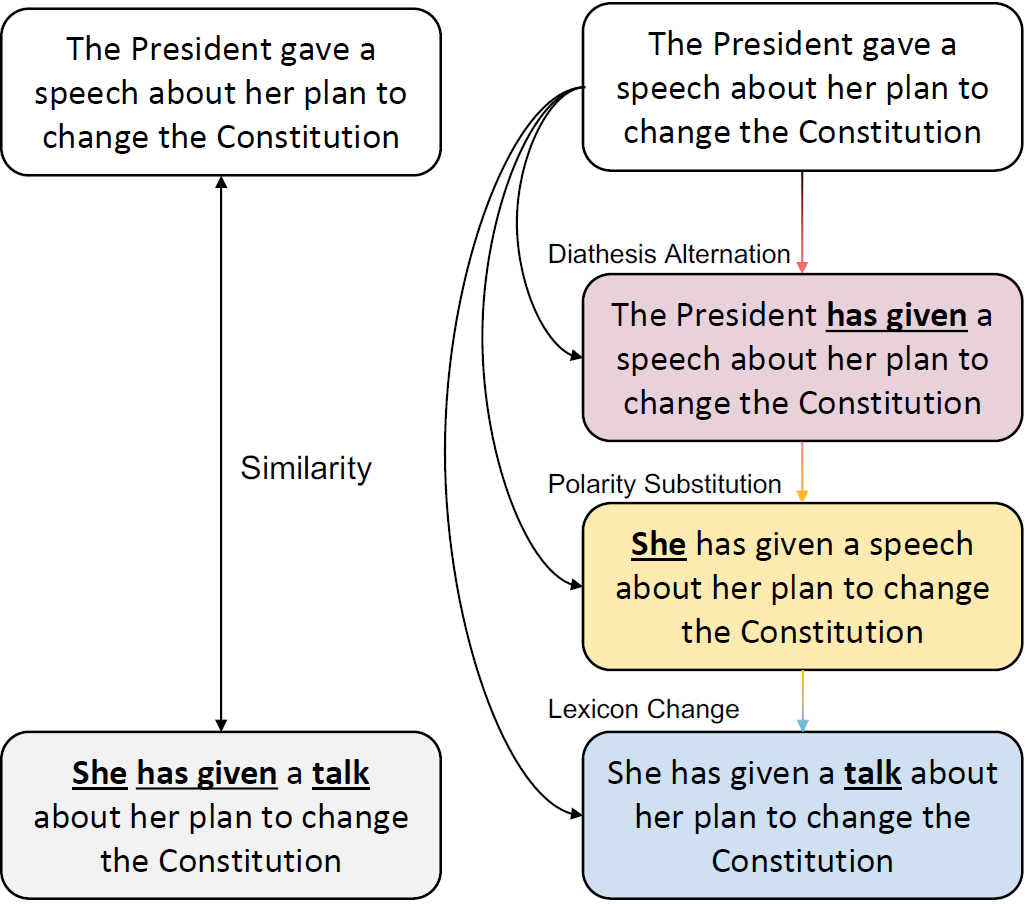 The President gave a
speech about her plan to
change the Constitution
Similarity
She has given a talk
about her plan to change
the Constitution
The President gave a
speech about her plan to
change the Constitution
Diathesis Alternation
The President has given a
speech about her plan to
change the Constitution
Polarity Substitution
She has given a speech
about her plan to change
the Constitution
Lexicon Change
She has given a talk about
her plan to change the
Constitution